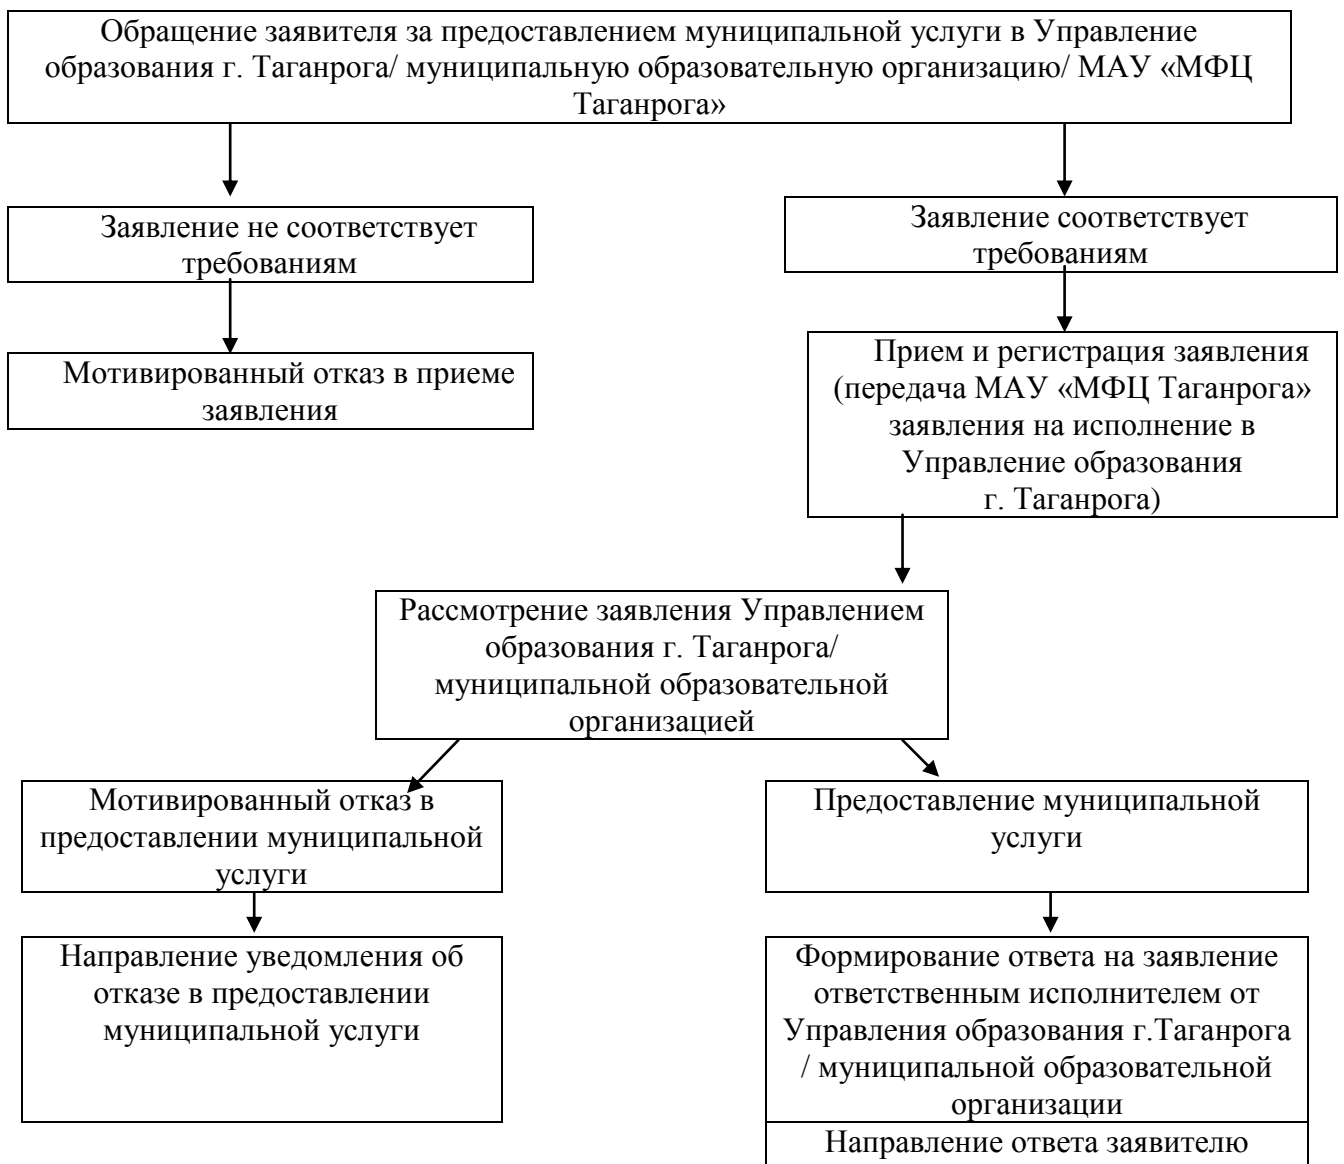 Обращение заявителя за предоставлением муниципальной услуги в Управление
образования г. Таганрога/ муниципальную образовательную организацию/ МАУ «МФЦ
Таганрога»
Заявление не соответствует
требованиям
Заявление соответствует
требованиям
Мотивированный отказ в приеме
заявления
Прием и регистрация заявления
(передача МАУ «МФЦ Таганрога»
заявления на исполнение в
Управление образования
г. Таганрога)
Рассмотрение заявления Управлением
образования г. Таганрога/
муниципальной образовательной
организацией
Мотивированный отказ в
предоставлении муниципальной
услуги
Предоставление муниципальной
услуги
Направление уведомления об
отказе в предоставлении
муниципальной услуги
Формирование ответа на заявление
ответственным исполнителем от
Управления образования г.Таганрога
/ муниципальной образовательной
организации
Направление ответа заявителю